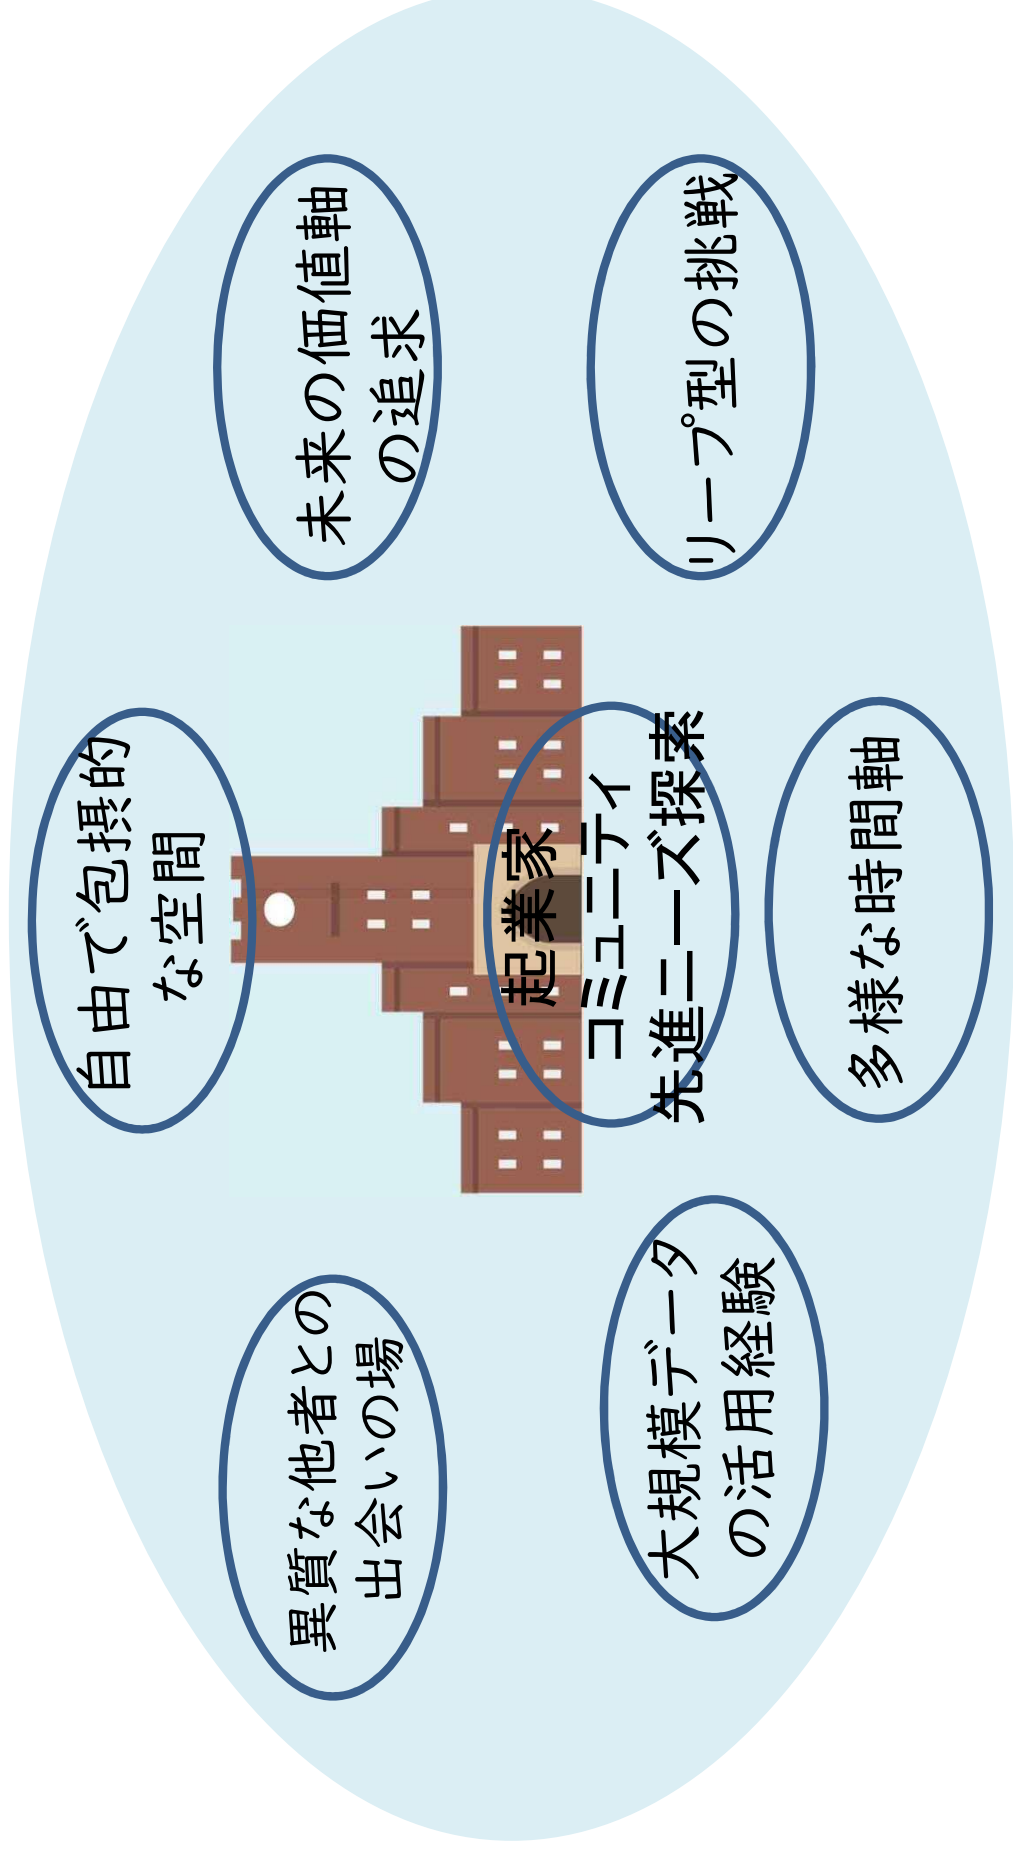 自由で包摂的
な空間
異質な他者との
出会いの場
未来の価値軸
の追求
起業家
コミュニティ
先進ニーズ探索
大規模データ
の活用経験
リープ型の挑戦
多様な時間軸